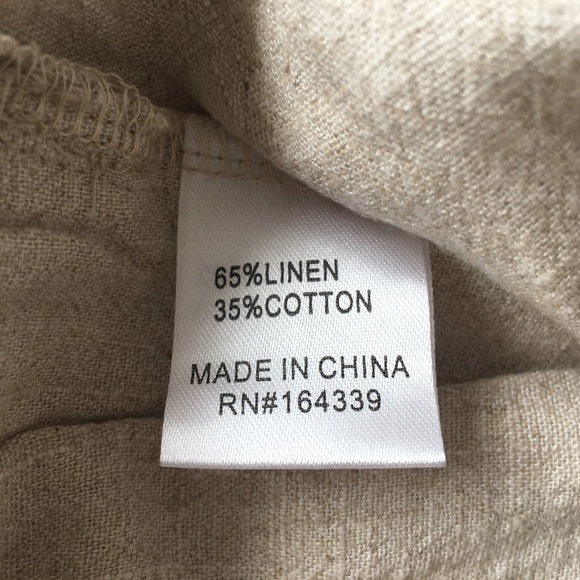 65%LINEN
35%COTTON
MADE IN CHINA
RN#164339